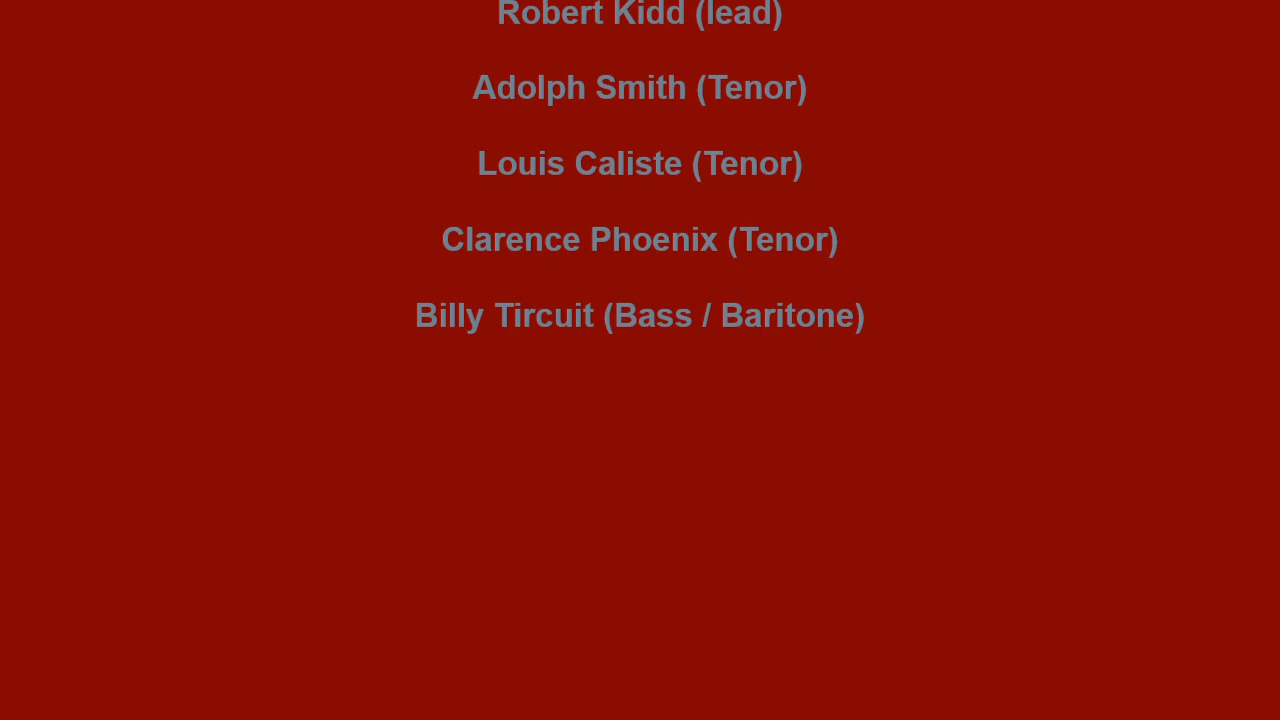 Robert Kidd (lead)
Adolph Smith (Tenor)
Louis Caliste (Tenor)
Clarence Phoenix (Tenor)
Billy Tircuit (Bass / Baritone)